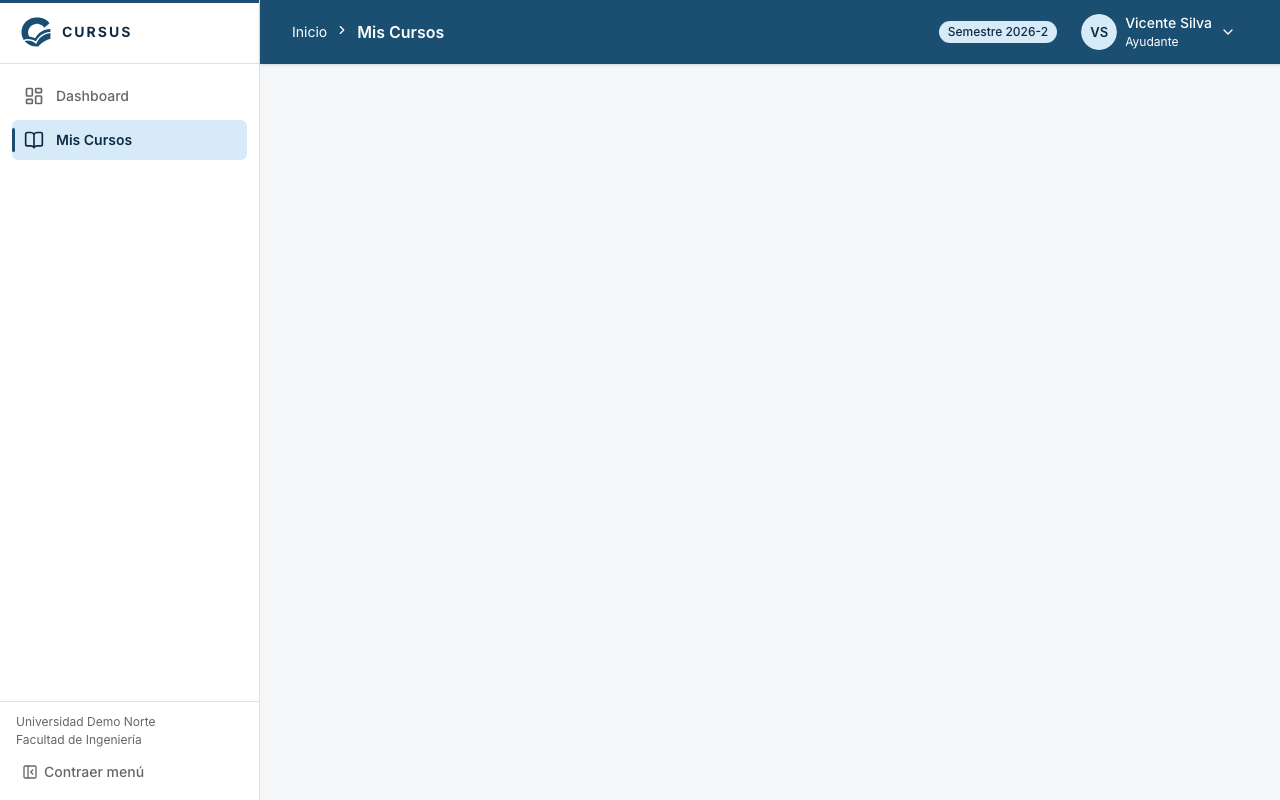 CURSUS
Inicio
Mis Cursos
Semestre 2026-2
VS
Vicente Silva
Ayudante
Dashboard
Mis Cursos
Universidad Demo Norte
Facultad de Ingeniería
Contraer menú